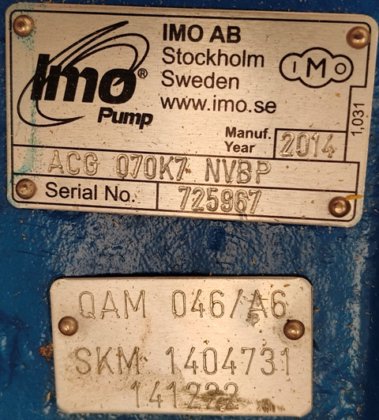 IMO AB
Stockholm
Sweden
www.imo.se
Imo®
Pump
IMO
1,031
Manuf. Year 2014
ACG 070K7 NVBP
Serial No. 725967
QAM 046/A6
SKM 1404731
141222